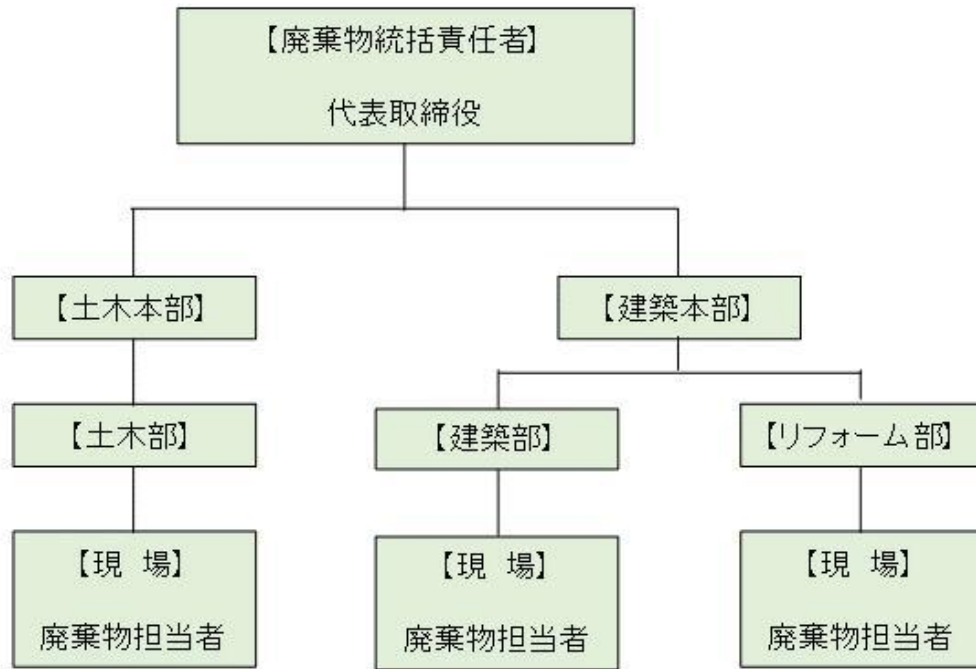 【廃棄物統括責任者】
代表取締役
【土木本部】
【建築本部】
【土木部】
【建築部】
【リフォーム部】
【現 場】
廃棄物担当者
【現 場】
廃棄物担当者
【現 場】
廃棄物担当者